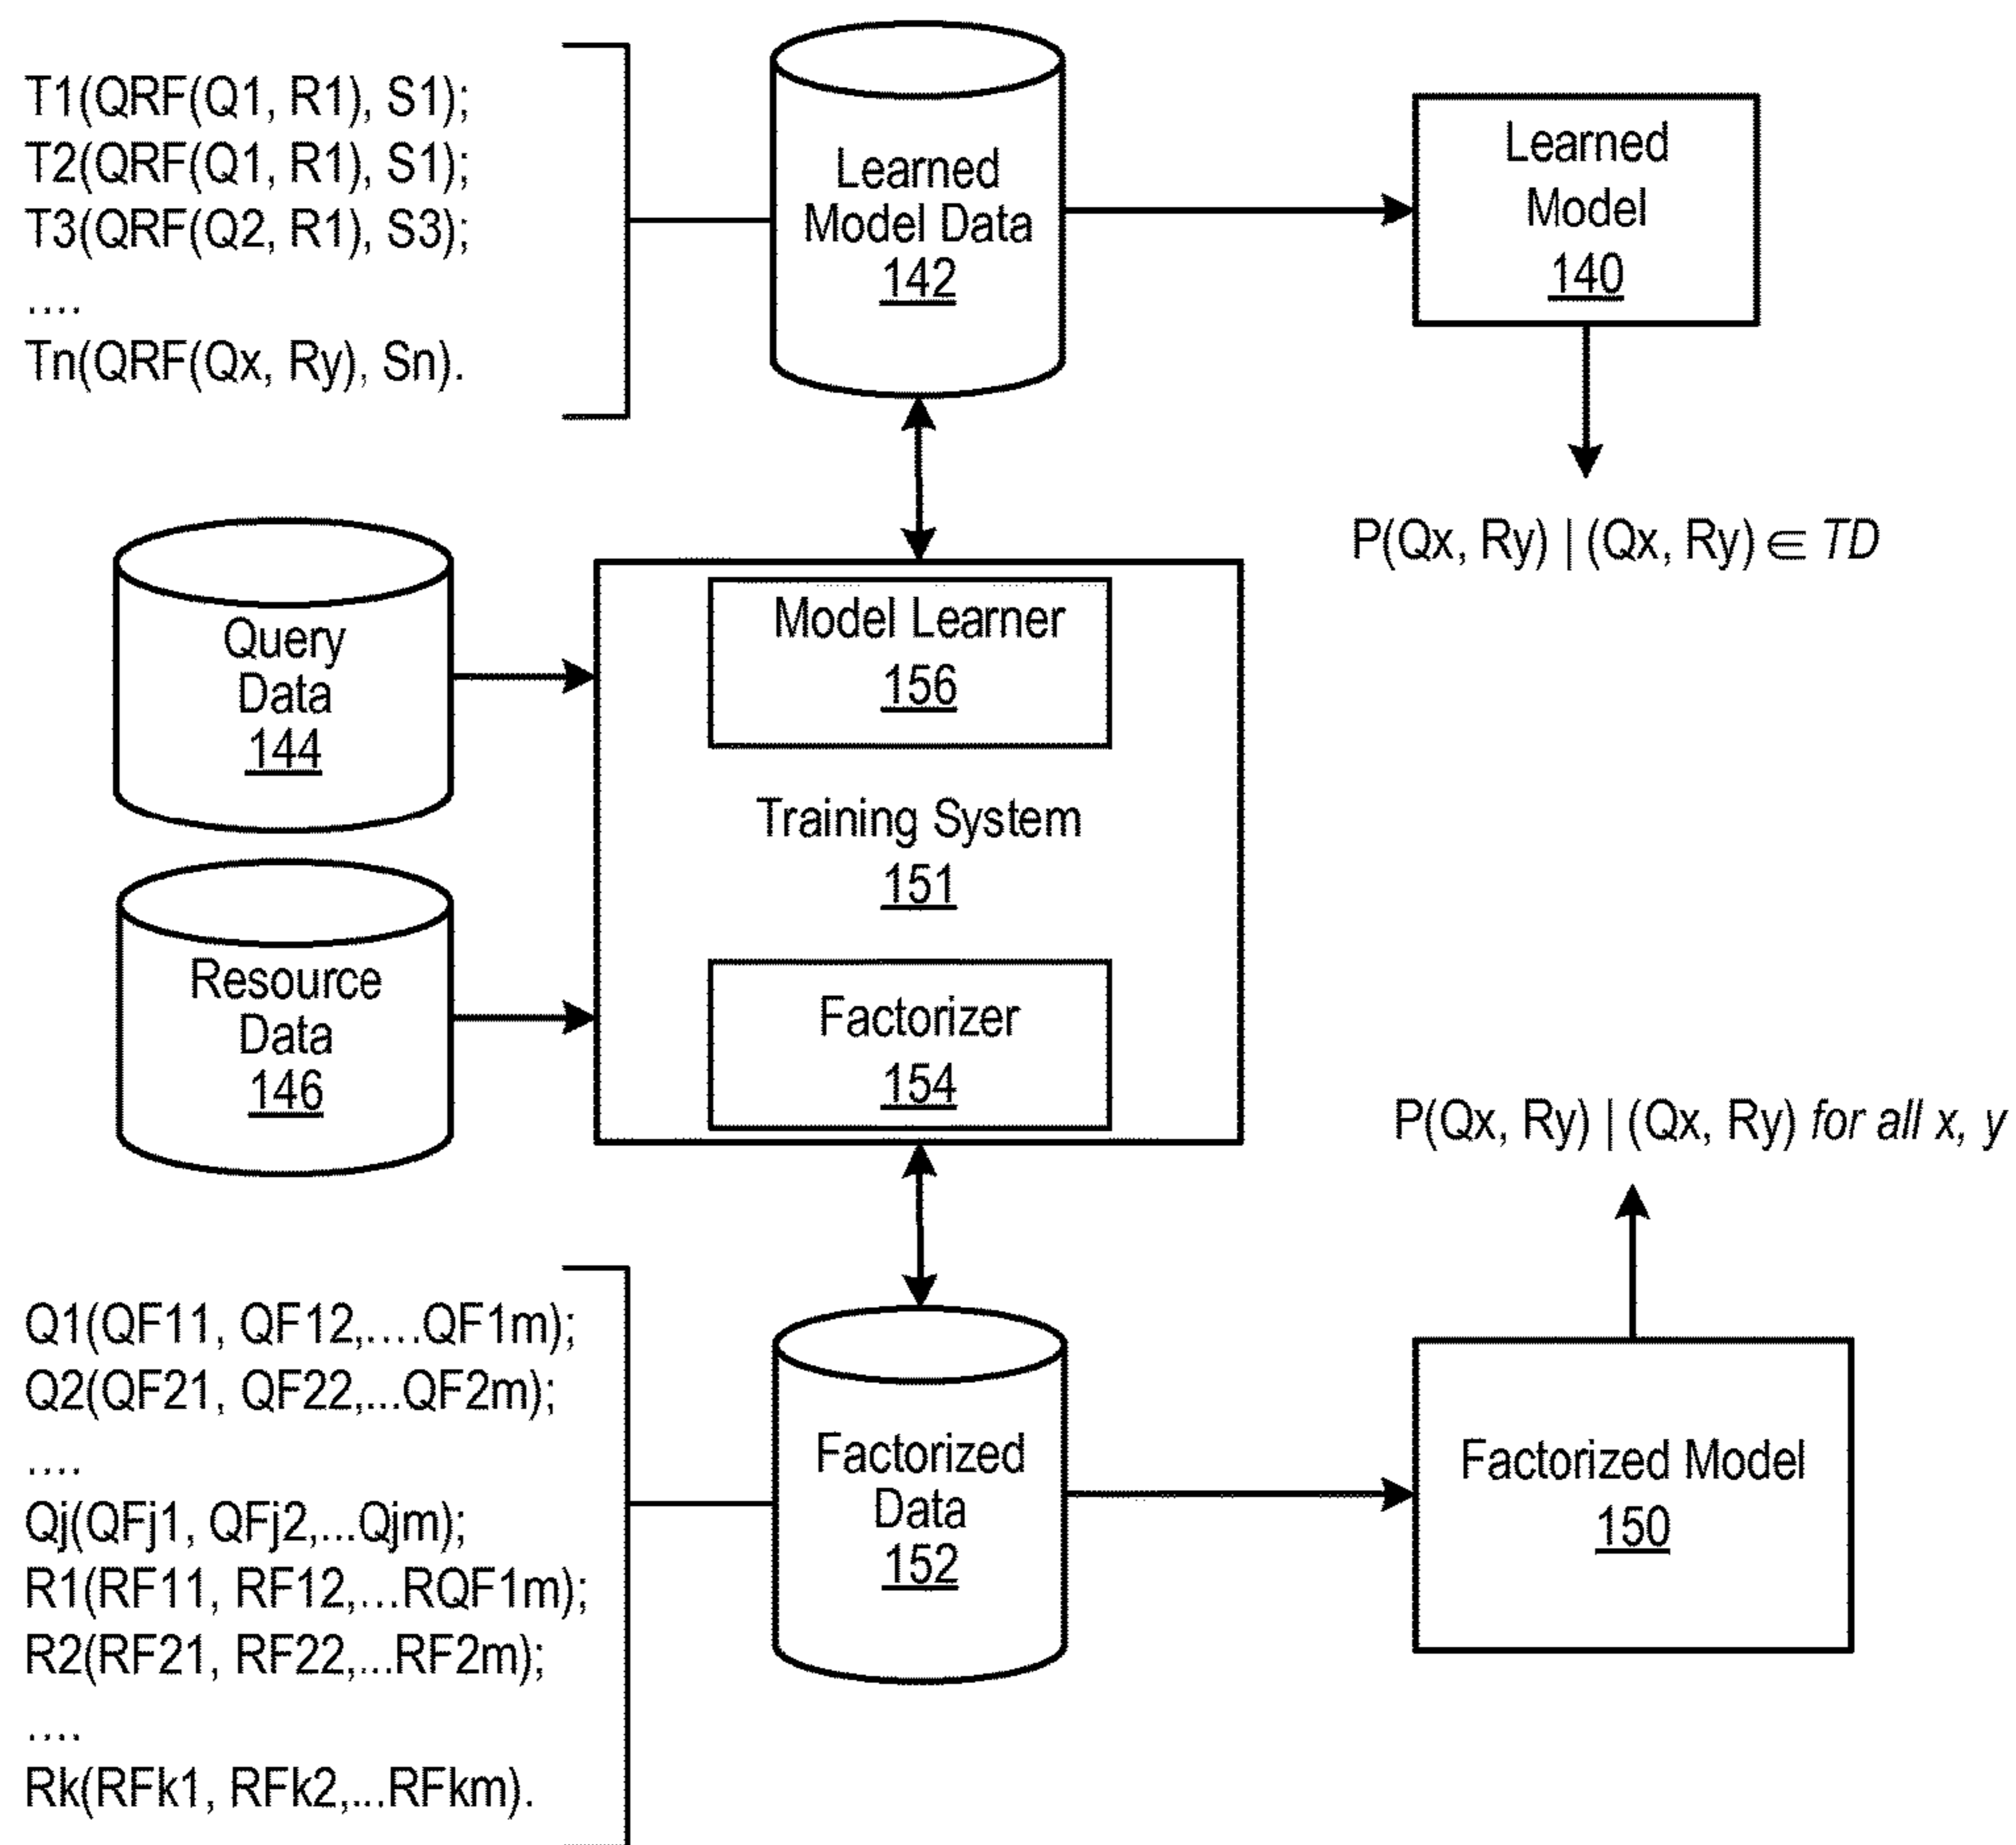 T1(QRF(Q1, R1), S1);
T2(QRF(Q1, R1), S1);
T3(QRF(Q2, R1), S3);
....
Tn(QRF(Qx, Ry), Sn).
Learned
Model Data
142
Learned
Model
140
P(Qx, Ry) | (Qx, Ry) ∈ TD
Query
Data
144
Model Learner
156
Training System
151
Resource
Data
146
Factorizer
154
P(Qx, Ry) | (Qx, Ry) for all x, y
Q1(QF11, QF12,....QF1m);
Q2(QF21, QF22,...QF2m);
....
Qj(QFj1, QFj2,...Qjm);
R1(RF11, RF12,...RQF1m);
R2(RF21, RF22,...RF2m);
....
Rk(RFk1, RFk2,...RFkm).
Factorized
Data
152
Factorized Model
150